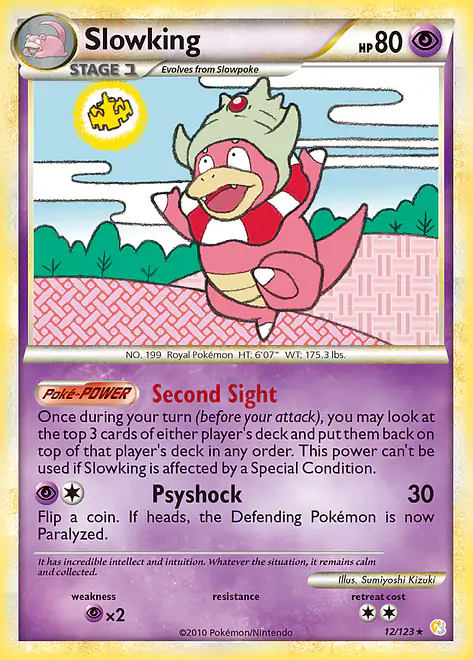 Slowking
HP 80
STAGE 1
Evolves from Slowpoke
NO. 199 Royal Pokémon HT: 6'07" WT: 175.3 lbs.
Poké-POWER Second Sight
Once during your turn (before your attack), you may look at
the top 3 cards of either player's deck and put them back on
top of that player's deck in any order. This power can't be
used if Slowking is affected by a Special Condition.
Psyshock 30
Flip a coin. If heads, the Defending Pokémon is now
Paralyzed.
It has incredible intellect and intuition. Whatever the situation, it remains calm
and collected.
Illus. Sumiyoshi Kizuki
weakness resistance retreat cost
×2
©2010 Pokémon/Nintendo 12/123★